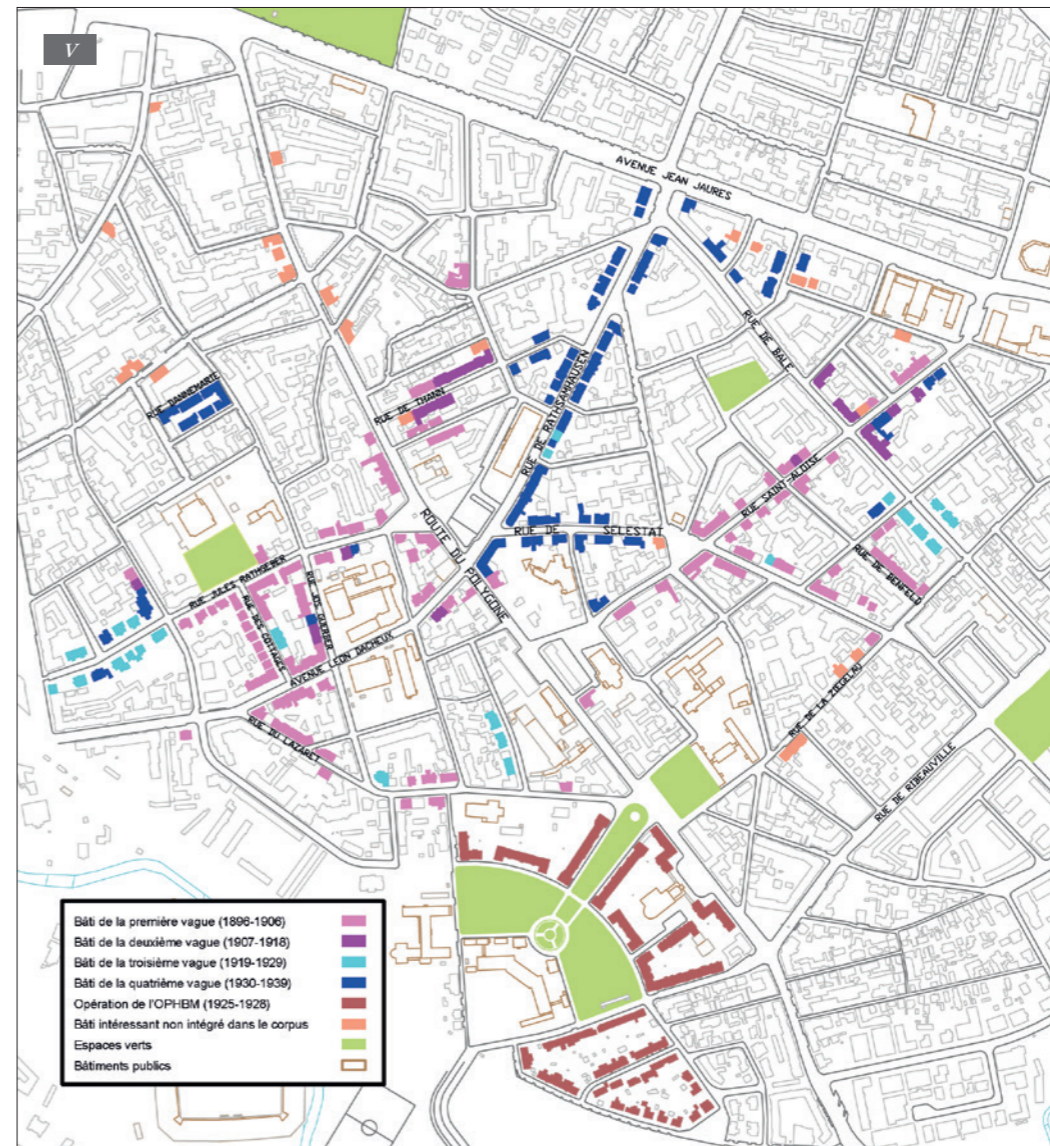 V
AVENUE JEAN JAURES
RUE DE BALE
RUE DE RATHSAMHAUSEN
RUE DANNEMARIE
RUE DE THANN
RUE SAINT-ALOISE
ROUTE DU POLYGONE
RUE DE SELESTAT
RUE DE BENFELD
RUE JULES RATHGEBER
RUE JOS GUERBER
RUE DES COTTAGES
AVENUE LEON DACHEUX
RUE DU LAZARET
RUE DE LA ZIEGELAU
RUE DE RIBEAUVILLE
Bâti de la première vague (1896-1906)
Bâti de la deuxième vague (1907-1918)
Bâti de la troisième vague (1919-1929)
Bâti de la quatrième vague (1930-1939)
Opération de l'OPHBM (1925-1928)
Bâti intéressant non intégré dans le corpus
Espaces verts
Bâtiments publics